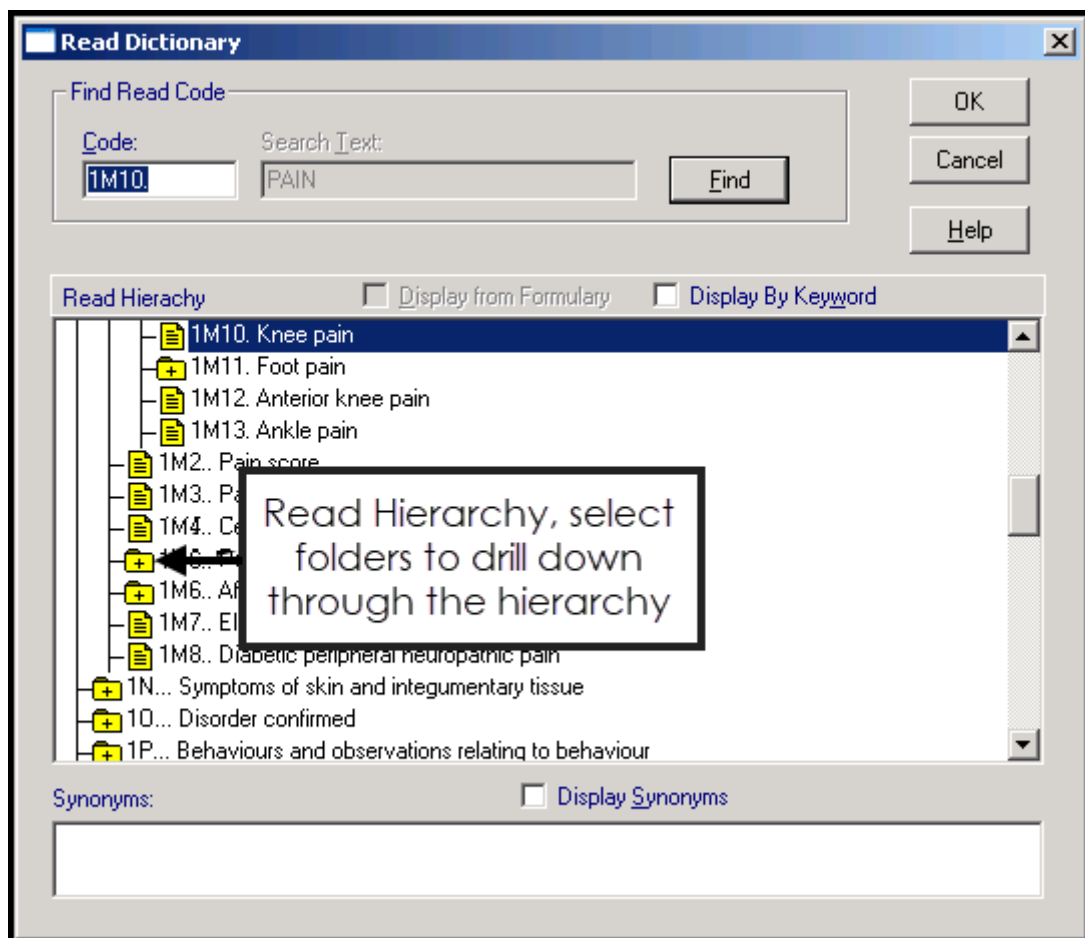 Read Dictionary
Find Read Code
Code: Search Text:
1M10. PAIN Find
OK
Cancel
Help
Read Hierachy Display from Formulary Display By Keyword
1M10. Knee pain
1M11. Foot pain
1M12. Anterior knee pain
1M13. Ankle pain
1M2.. Pain score
1M3..
1M4..
1M6..
1M7..
1M8.. Diabetic peripheral neuropathic pain
1N... Symptoms of skin and integumentary tissue
1O... Disorder confirmed
1P... Behaviours and observations relating to behaviour
Read Hierarchy, select
folders to drill down
through the hierarchy
Synonyms: Display Synonyms